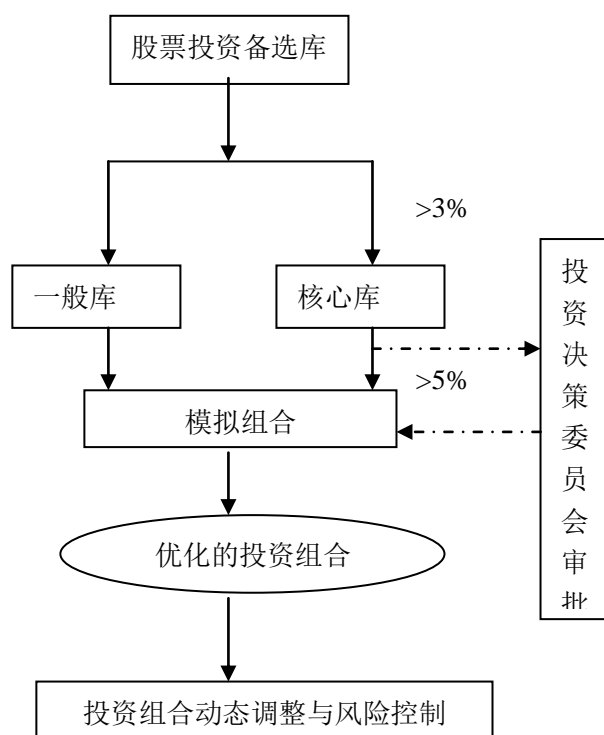 股票投资备选库
>3%
一般库
核心库
>5%
模拟组合
优化的投资组合
投资组合动态调整与风险控制
投
资
决
策
委
员
会
审
批